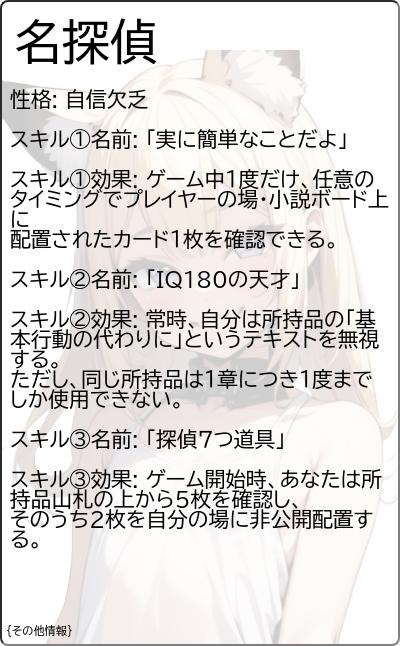 名探偵
性格: 自信欠乏
スキル①名前: 「実に簡単なことだよ」
スキル①効果: ゲーム中1度だけ、任意の
タイミングでプレイヤーの場・小説ボード上
に
配置されたカード1枚を確認できる。
スキル②名前: 「IQ180の天才」
スキル②効果: 常時、自分は所持品の「基
本行動の代わりに」というテキストを無視
する。
ただし、同じ所持品は1章につき1度まで
しか使用できない。
スキル③名前: 「探偵7つ道具」
スキル③効果: ゲーム開始時、あなたは所
持品山札の上から5枚を確認し、
そのうち2枚を自分の場に非公開配置す
る。
{その他情報}